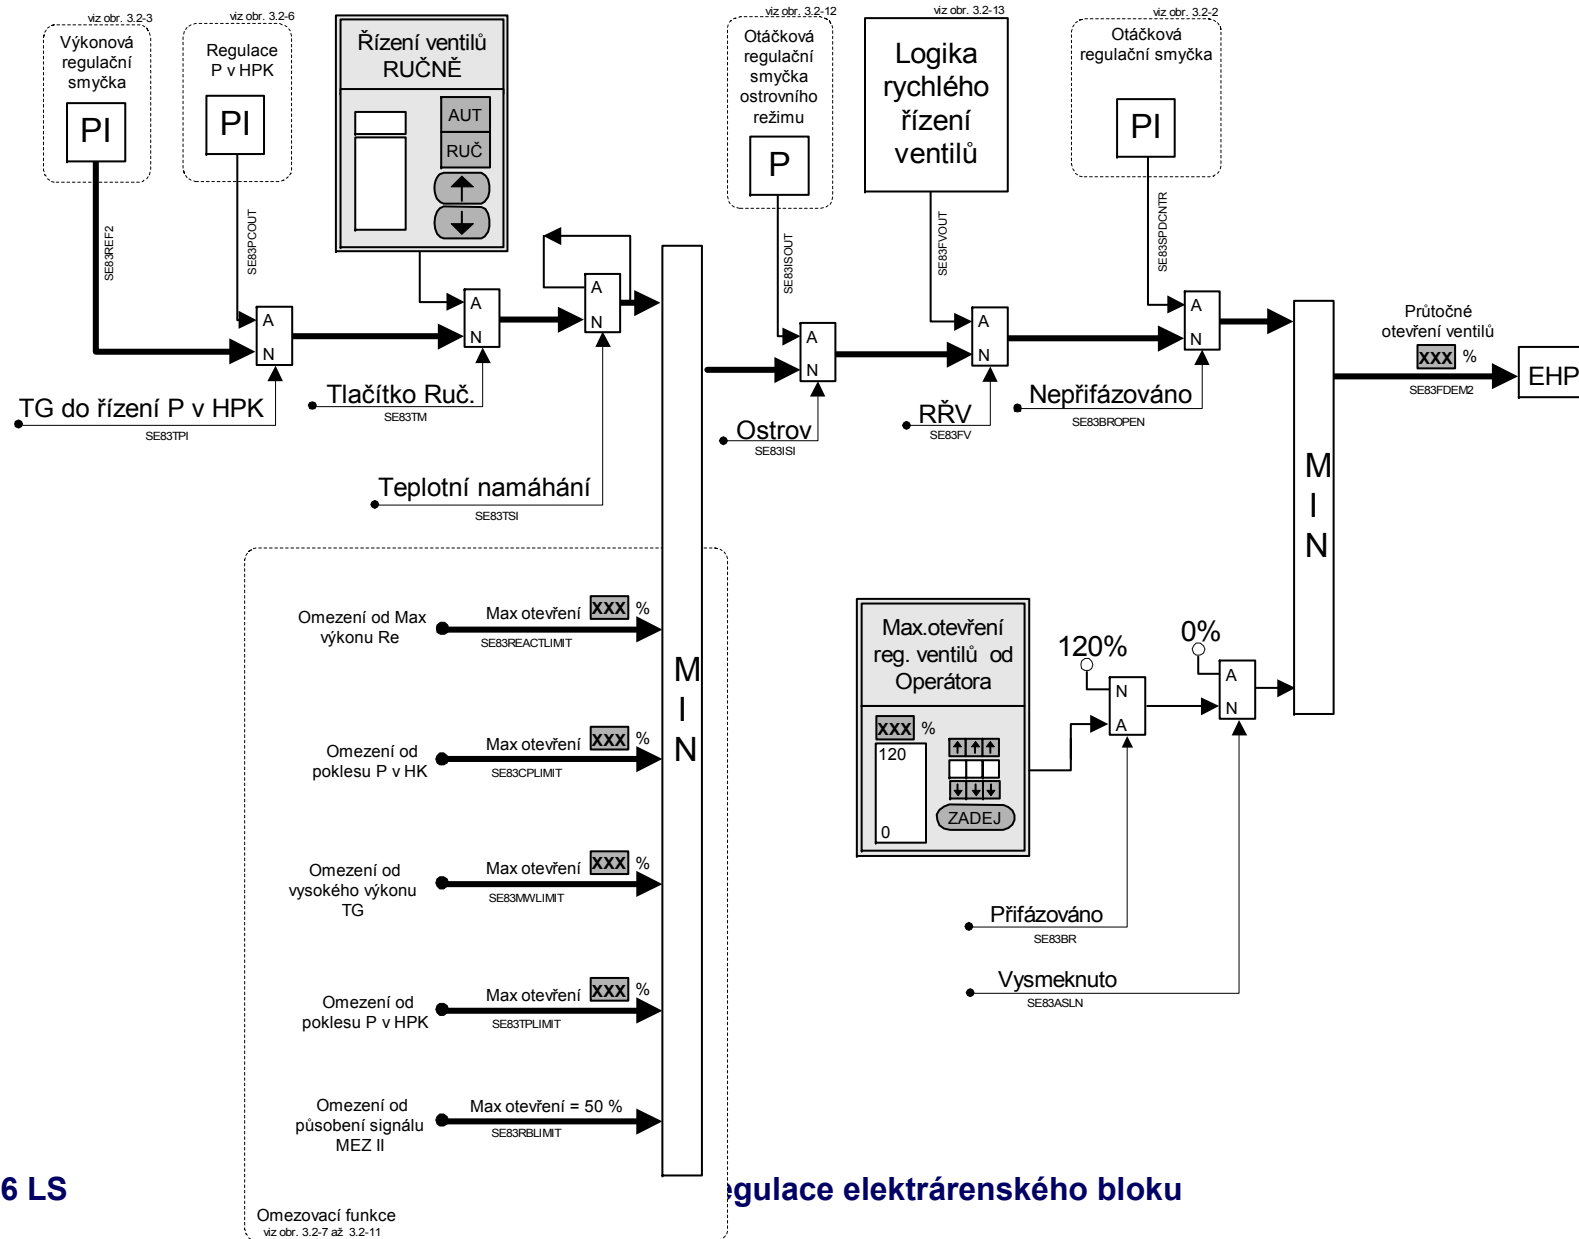 viz obr. 3.2-3
Výkonová
regulační
smyčka
PI
SE83REF2
viz obr. 3.2-6
Regulace
P v HPK
PI
SE83PCOUT
Řízení ventilů
RUČNĚ
AUT
RUČ
viz obr. 3.2-12
Otáčková
regulační
smyčka
ostrovního
režimu
P
SE83ISOUT
viz obr. 3.2-13
Logika
rychlého
řízení
ventilů
SE83FVOUT
viz obr. 3.2-2
Otáčková
regulační smyčka
PI
SE83SPDCNTR
A
N
A
N
A
N
A
N
A
N
A
N
TG do řízení P v HPK
SE83TPI
Tlačítko Ruč.
SE83TM
Teplotní namáhání
SE83TSI
Ostrov
SE83ISI
RŘV
SE83FV
Nepřifázováno
SE83BROPEN
Průtočné
otevření ventilů
XXX %
SE83FDEM2
EHP
M
I
N
M
I
N
Omezení od Max
výkonu Re
Max otevření XXX %
SE83REACTLIMIT
Omezení od
poklesu P v HK
Max otevření XXX %
SE83CPLIMIT
Omezení od
vysokého výkonu
TG
Max otevření XXX %
SE83MWLIMIT
Omezení od
poklesu P v HPK
Max otevření XXX %
SE83TPLIMIT
Omezení od
působení signálu
MEZ II
Max otevření = 50 %
SE83RBLIMIT
Max.otevření
reg. ventilů od
Operátora
XXX %
120
0
ZADEJ
120%
N
A
0%
A
N
Přifázováno
SE83BR
Vysmeknuto
SE83ASLN
6 LS
egulace elektrárenského bloku
Omezovací funkce
viz obr. 3.2-7 až 3.2-11